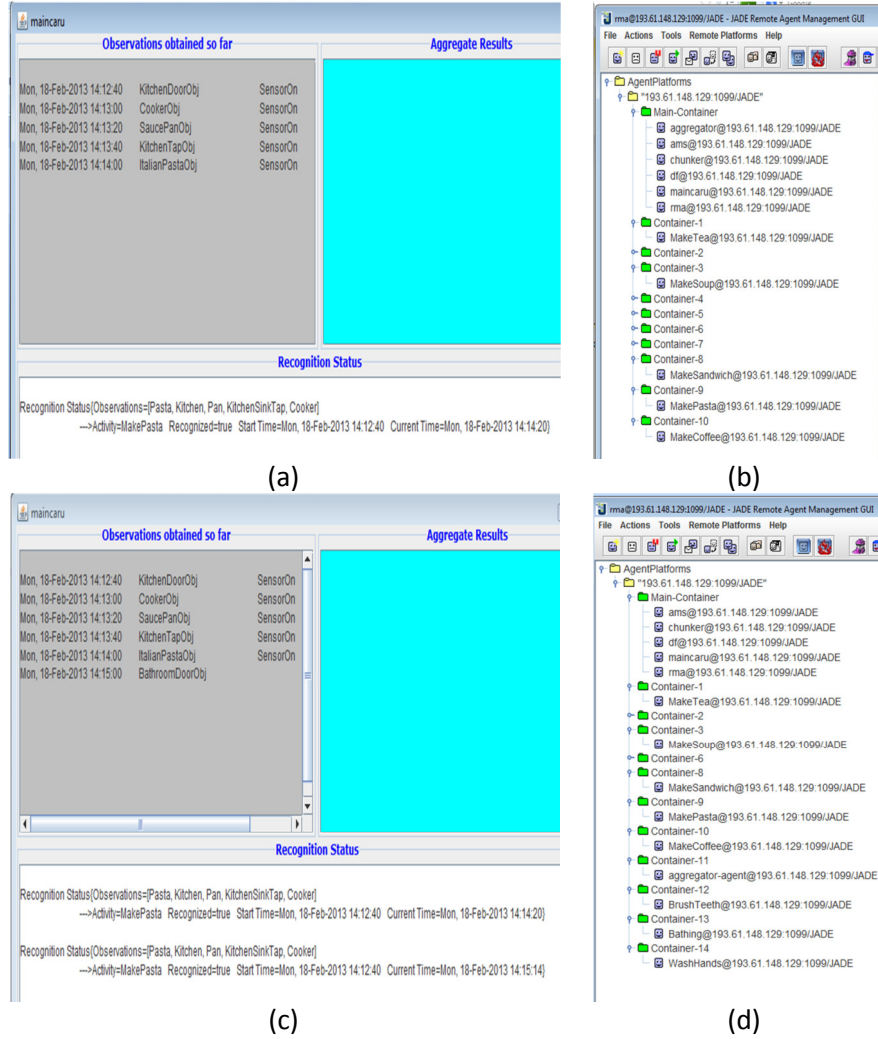 maincaru
Observations obtained so far
Aggregate Results
Mon, 18-Feb-2013 14:12:40 KitchenDoorObj SensorOn
Mon, 18-Feb-2013 14:13:00 CookerObj SensorOn
Mon, 18-Feb-2013 14:13:20 SaucePanObj SensorOn
Mon, 18-Feb-2013 14:13:40 KitchenTapObj SensorOn
Mon, 18-Feb-2013 14:14:00 ItalianPastaObj SensorOn
Recognition Status
Recognition Status{Observations=[Pasta, Kitchen, Pan, KitchenSinkTap, Cooker]
--->Activity=MakePasta Recognized=true Start Time=Mon, 18-Feb-2013 14:12:40 Current Time=Mon, 18-Feb-2013 14:14:20}
(a)
rma@193.61.148.129:1099/JADE - JADE Remote Agent Management GUI
File Actions Tools Remote Platforms Help
AgentPlatforms
"193.61.148.129:1099/JADE"
Main-Container
aggregator@193.61.148.129:1099/JADE
ams@193.61.148.129:1099/JADE
chunker@193.61.148.129:1099/JADE
df@193.61.148.129:1099/JADE
maincaru@193.61.148.129:1099/JADE
rma@193.61.148.129:1099/JADE
Container-1
MakeTea@193.61.148.129:1099/JADE
Container-2
Container-3
MakeSoup@193.61.148.129:1099/JADE
Container-4
Container-5
Container-6
Container-7
Container-8
MakeSandwich@193.61.148.129:1099/JADE
Container-9
MakePasta@193.61.148.129:1099/JADE
Container-10
MakeCoffee@193.61.148.129:1099/JADE
(b)
maincaru
Observations obtained so far
Aggregate Results
Mon, 18-Feb-2013 14:12:40 KitchenDoorObj SensorOn
Mon, 18-Feb-2013 14:13:00 CookerObj SensorOn
Mon, 18-Feb-2013 14:13:20 SaucePanObj SensorOn
Mon, 18-Feb-2013 14:13:40 KitchenTapObj SensorOn
Mon, 18-Feb-2013 14:14:00 ItalianPastaObj SensorOn
Mon, 18-Feb-2013 14:15:00 BathroomDoorObj
Recognition Status
Recognition Status{Observations=[Pasta, Kitchen, Pan, KitchenSinkTap, Cooker]
--->Activity=MakePasta Recognized=true Start Time=Mon, 18-Feb-2013 14:12:40 Current Time=Mon, 18-Feb-2013 14:14:20}
Recognition Status{Observations=[Pasta, Kitchen, Pan, KitchenSinkTap, Cooker]
--->Activity=MakePasta Recognized=true Start Time=Mon, 18-Feb-2013 14:12:40 Current Time=Mon, 18-Feb-2013 14:15:14}
(c)
rma@193.61.148.129:1099/JADE - JADE Remote Agent Management GUI
File Actions Tools Remote Platforms Help
AgentPlatforms
"193.61.148.129:1099/JADE"
Main-Container
ams@193.61.148.129:1099/JADE
chunker@193.61.148.129:1099/JADE
df@193.61.148.129:1099/JADE
maincaru@193.61.148.129:1099/JADE
rma@193.61.148.129:1099/JADE
Container-1
MakeTea@193.61.148.129:1099/JADE
Container-2
Container-3
MakeSoup@193.61.148.129:1099/JADE
Container-6
Container-8
MakeSandwich@193.61.148.129:1099/JADE
Container-9
MakePasta@193.61.148.129:1099/JADE
Container-10
MakeCoffee@193.61.148.129:1099/JADE
Container-11
aggregator-agent@193.61.148.129:1099/JADE
Container-12
BrushTeeth@193.61.148.129:1099/JADE
Container-13
Bathing@193.61.148.129:1099/JADE
Container-14
WashHands@193.61.148.129:1099/JADE
(d)